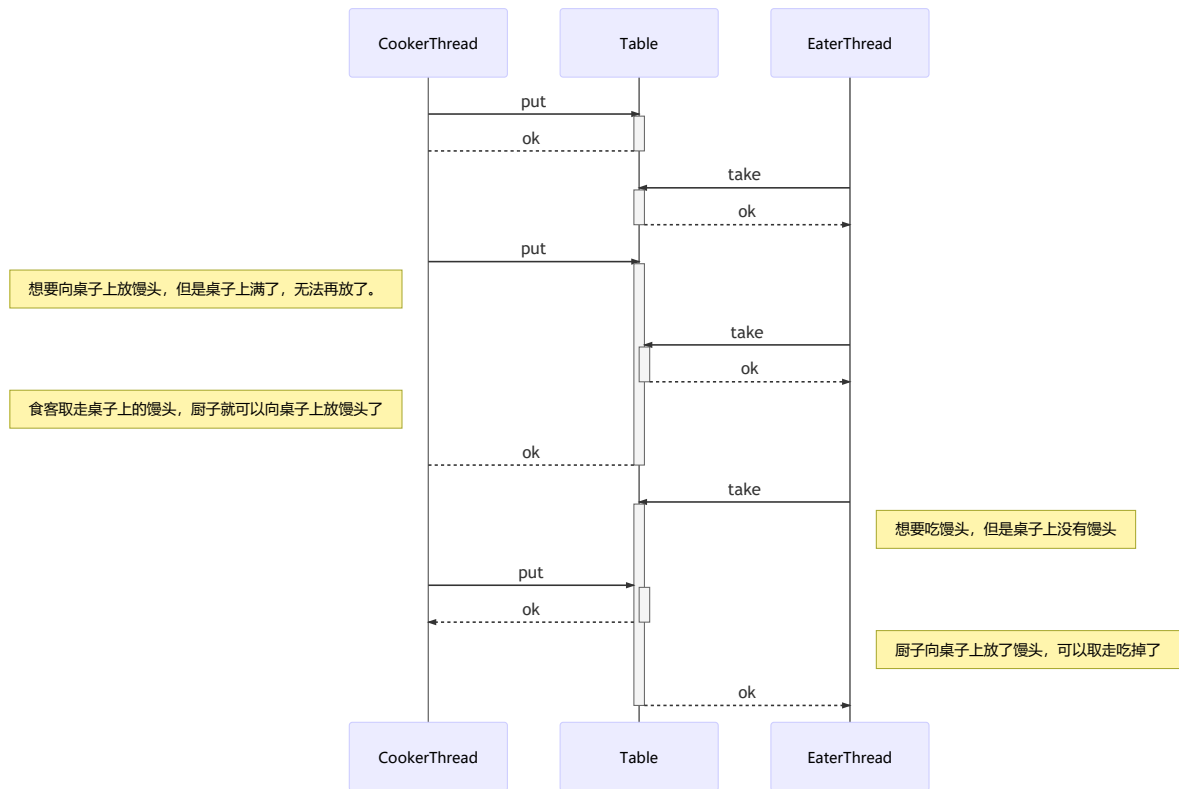 CookerThread
Table
EaterThread
put
ok
take
ok
put
想要向桌子上放馒头，但是桌子上满了，无法再放了。
take
ok
食客取走桌子上的馒头，厨子就可以向桌子上放馒头了
ok
take
想要吃馒头，但是桌子上没有馒头
put
ok
厨子向桌子上放了馒头，可以取走吃掉了
ok
CookerThread
Table
EaterThread